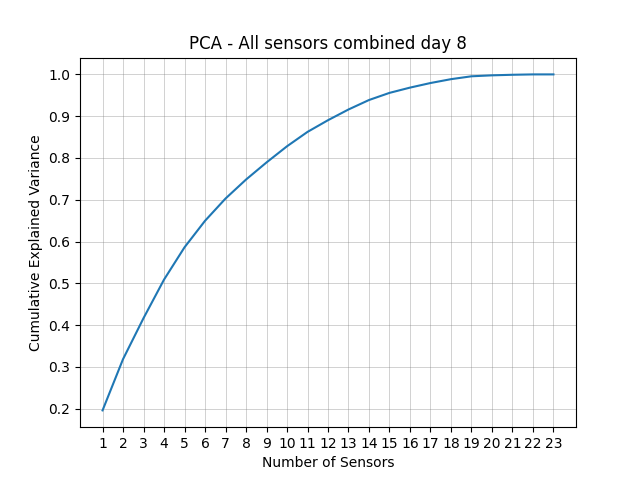 PCA - All sensors combined day 8
1.0
0.9
0.8
0.7
0.6
0.5
0.4
0.3
0.2
Cumulative Explained Variance
1 2 3 4 5 6 7 8 9 10 11 12 13 14 15 16 17 18 19 20 21 22 23
Number of Sensors